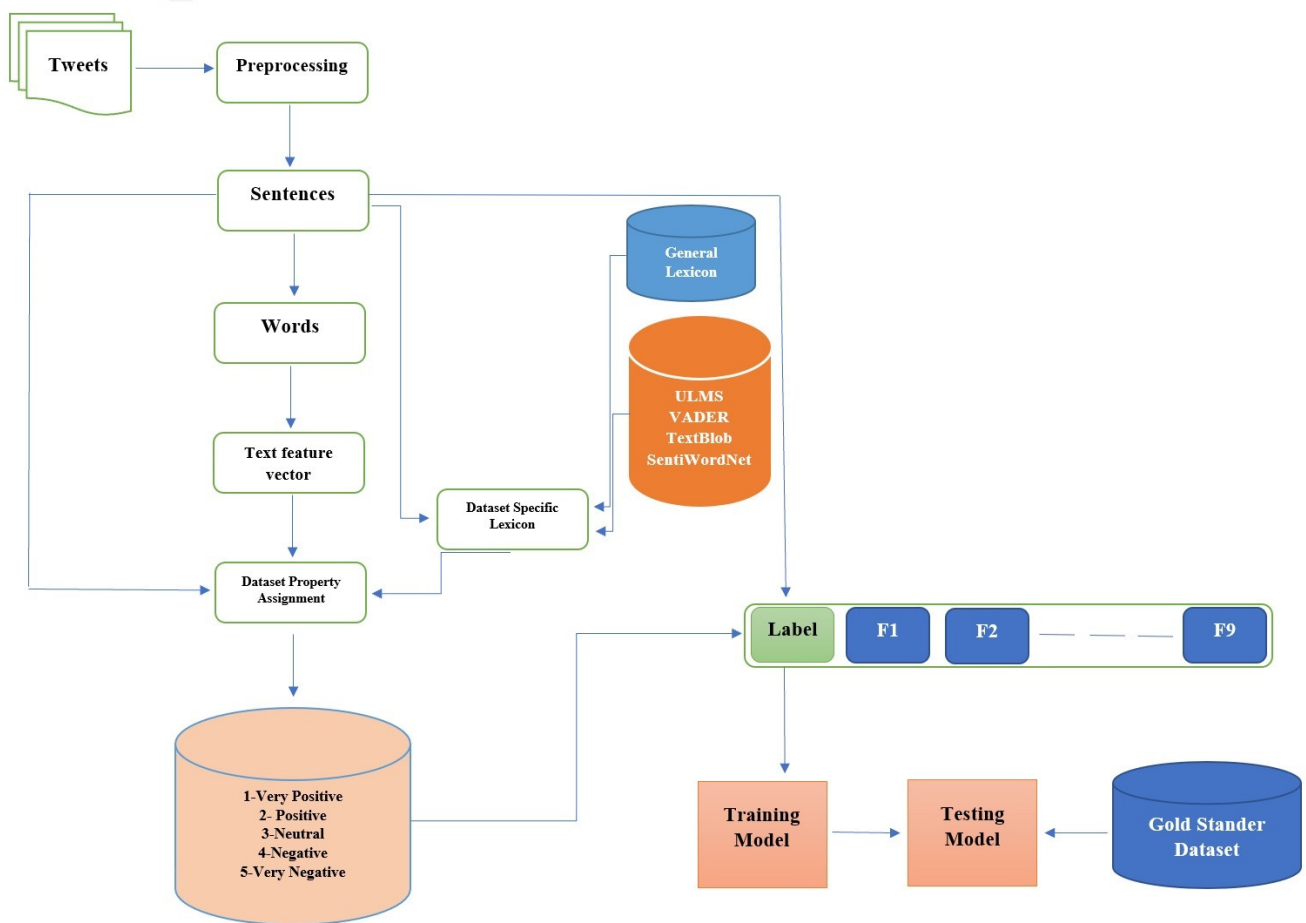 Tweets
Preprocessing
Sentences
General
Lexicon
Words
ULMS
VADER
TextBlob
SentiWordNet
Text feature
vector
Dataset Specific
Lexicon
Dataset Property
Assignment
Label
F1
F2
F9
1-Very Positive
2- Positive
3-Neutral
4-Negative
5-Very Negative
Training
Model
Testing
Model
Gold Stander
Dataset